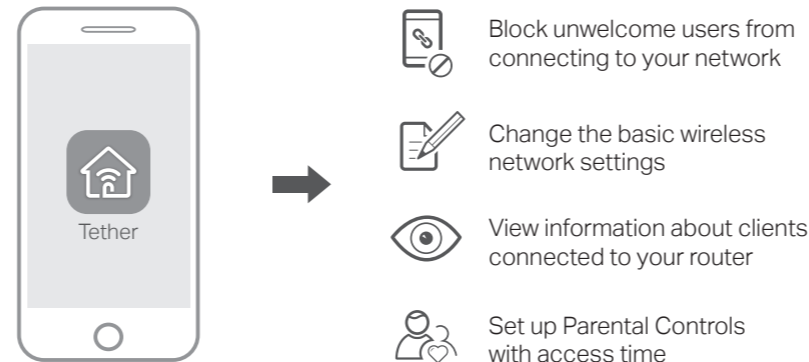 Tether
Block unwelcome users from
connecting to your network
Change the basic wireless
network settings
View information about clients
connected to your router
Set up Parental Controls
with access time